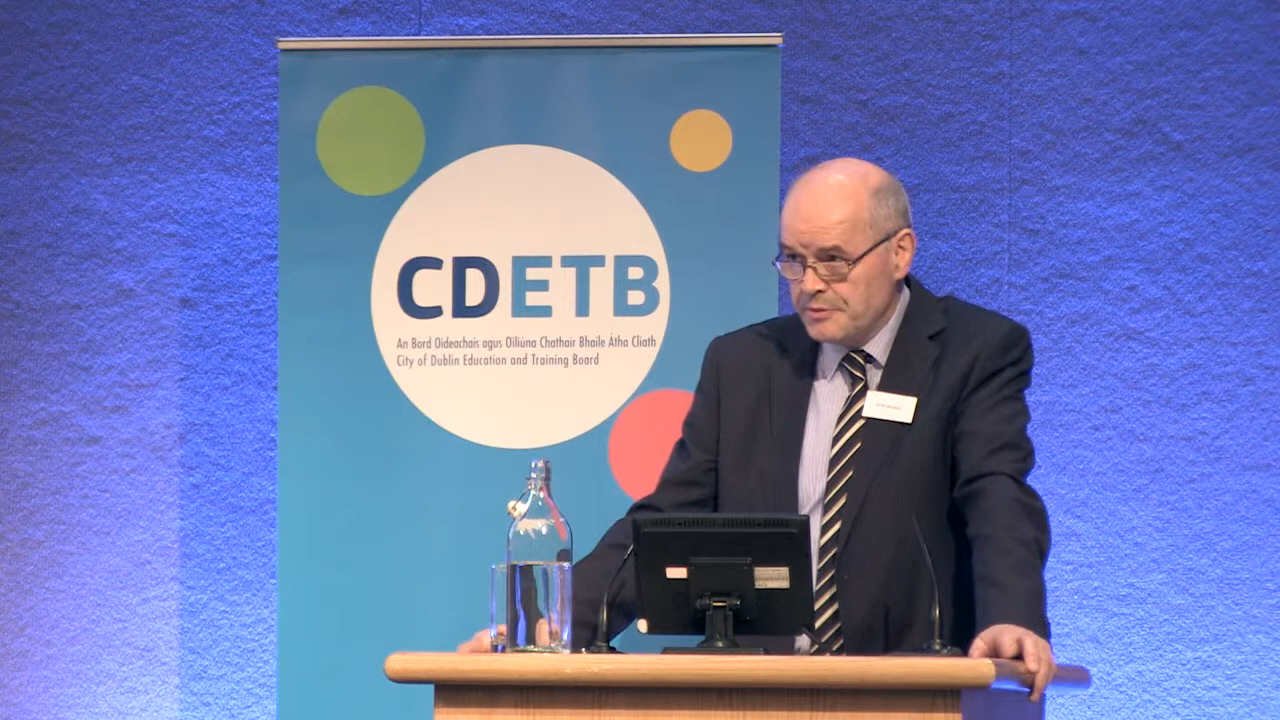 CDETB
An Bord Oideachais agus Oiliúna Chathair Bhaile Átha Cliath
City of Dublin Education and Training Board